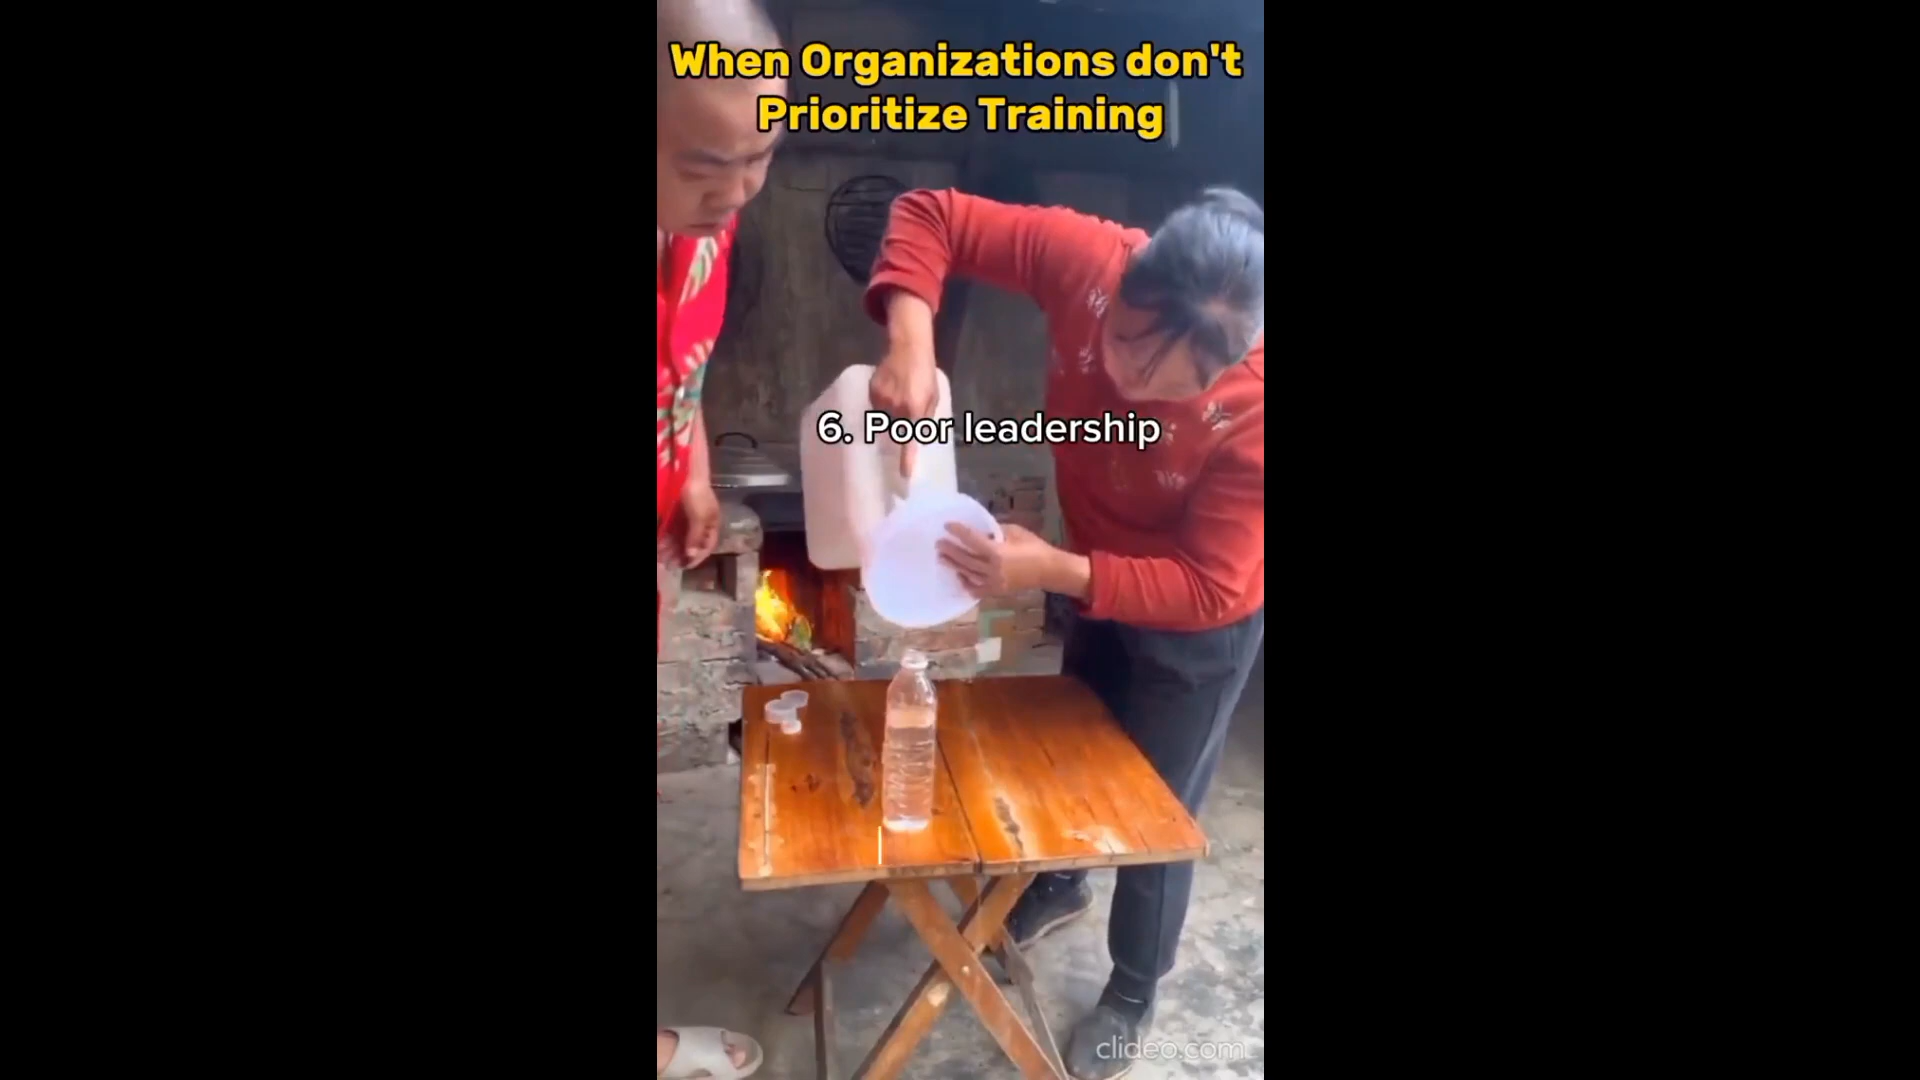 When Organizations don't
Prioritize Training
6. Poor leadership
clideo.com